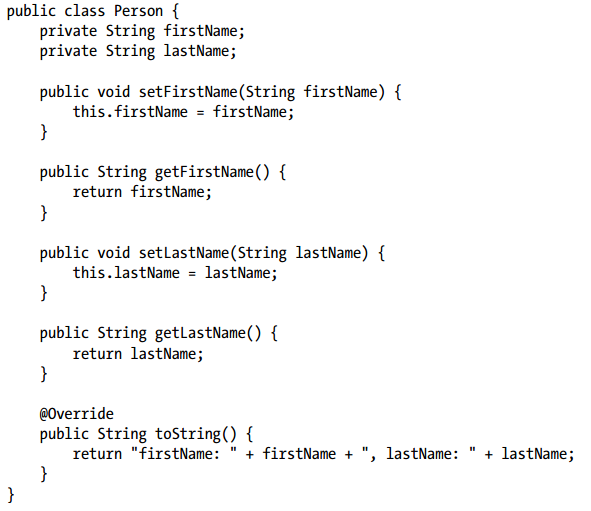 public class Person {
    private String firstName;
    private String lastName;

    public void setFirstName(String firstName) {
        this.firstName = firstName;
    }

    public String getFirstName() {
        return firstName;
    }

    public void setLastName(String lastName) {
        this.lastName = lastName;
    }

    public String getLastName() {
        return lastName;
    }

    @Override
    public String toString() {
        return "firstName: " + firstName + ", lastName: " + lastName;
    }
}